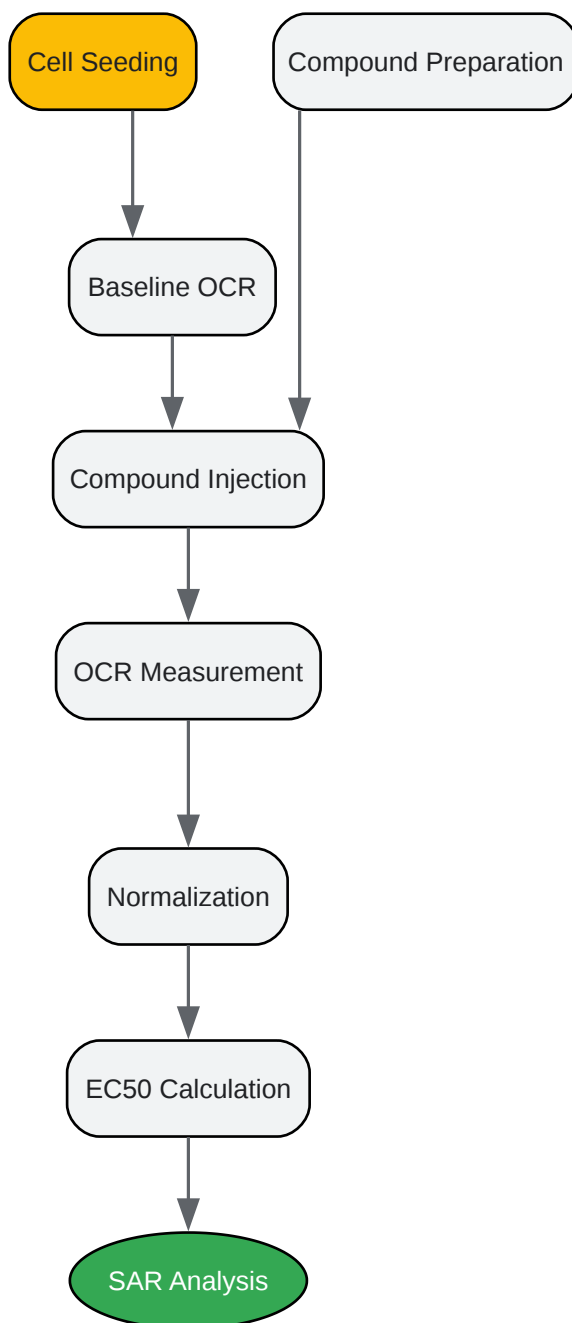 Cell Seeding
Compound Preparation
Baseline OCR
Compound Injection
OCR Measurement
Normalization
EC50 Calculation
SAR Analysis